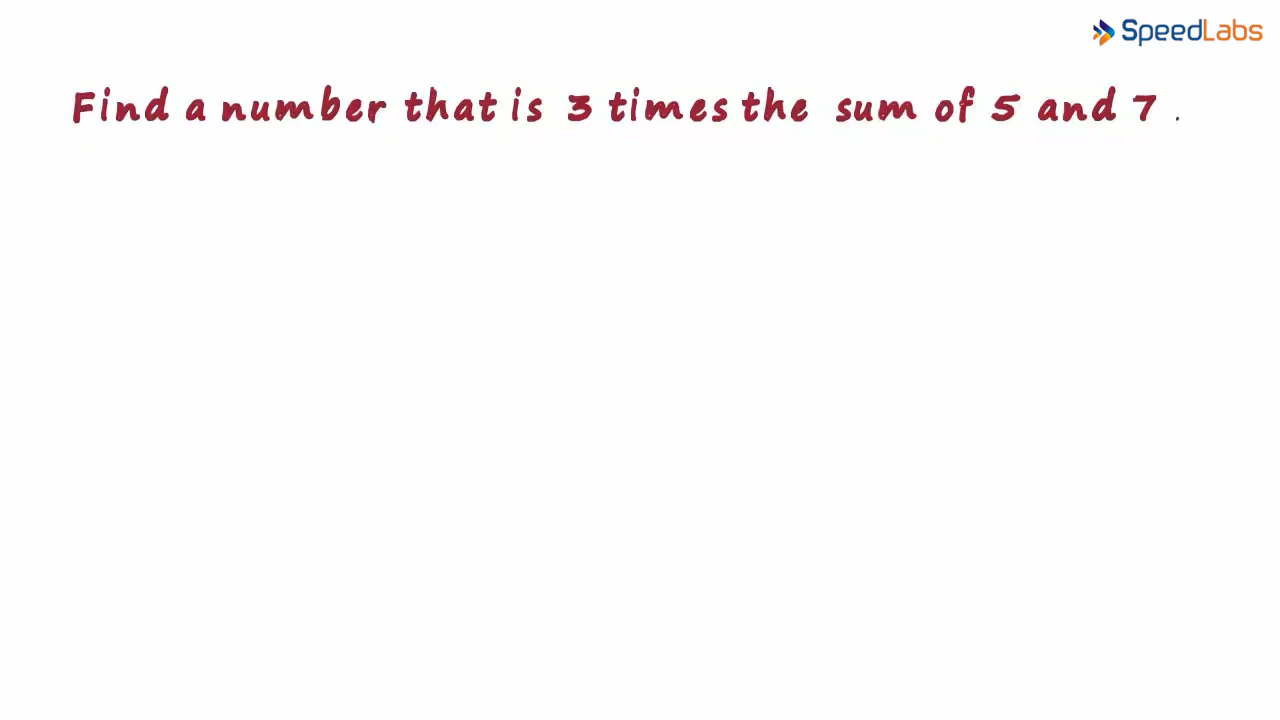 SpeedLabs
Find a number that is 3 times the sum of 5 and 7 .